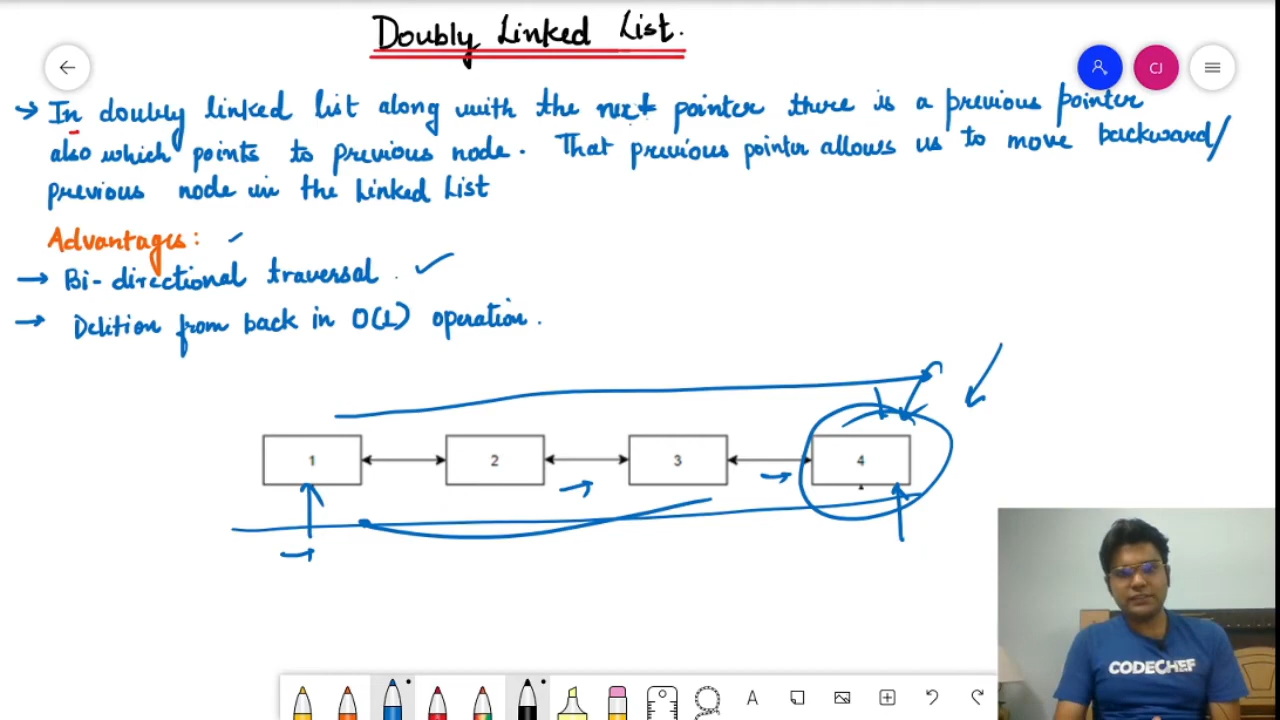 Doubly Linked List.
CJ
→ In doubly linked list along with the next pointer there is a previous pointer
also which points to previous node. That previous pointer allows us to move backward/
previous node in the Linked List
Advantages:
→ Bi-directional traversal.
→ Delition from back in O(1) operation.
1
2
3
4
CODECHEF
A